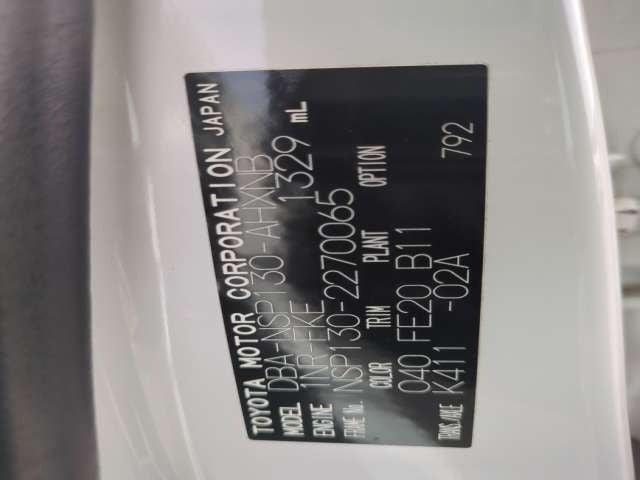 TOYOTA MOTOR CORPORATION JAPAN
MODEL DBA-NSP130-AHXNB
ENGINE 1NR-FKE 1329 mL
FRAME No. NSP130-2270065
COLOR TRIM PLANT OPTION
040 FE20 B11
TRANS./AXLE K411 -02A 792